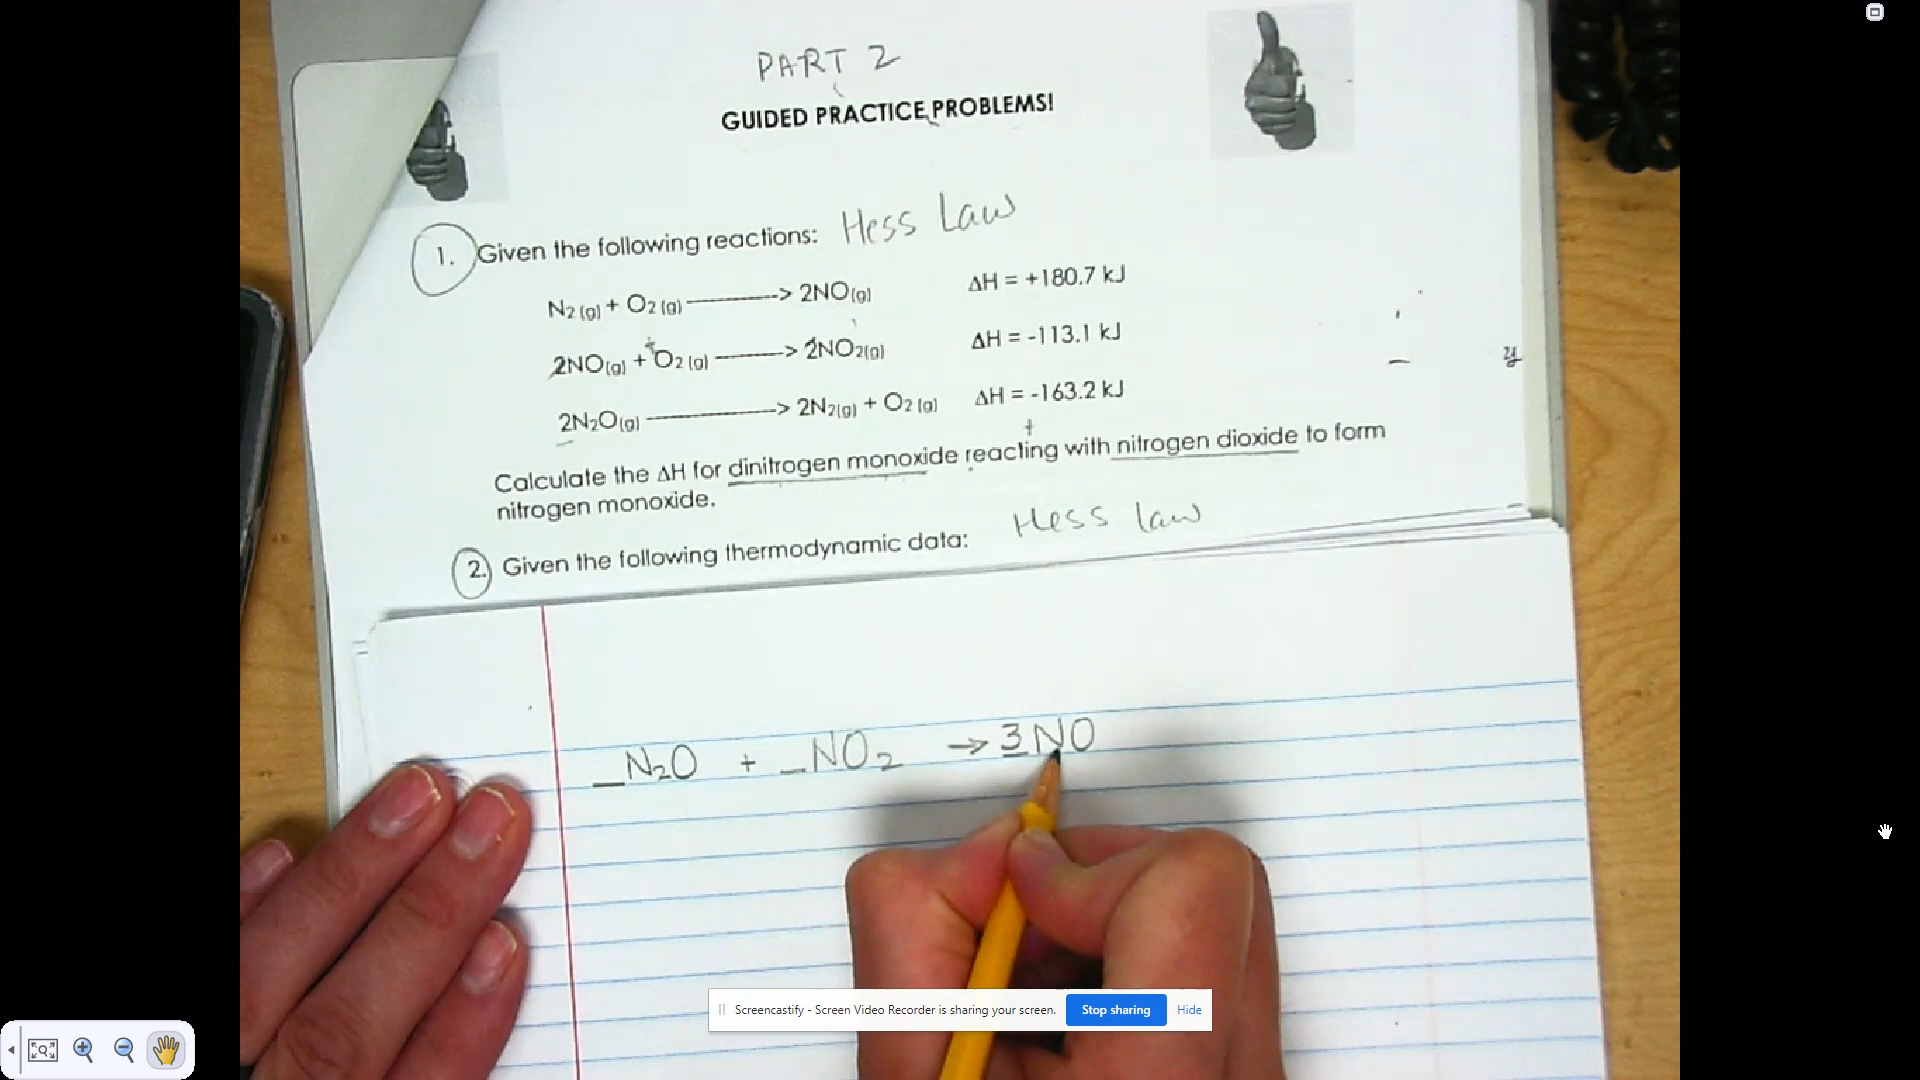 PART 2
GUIDED PRACTICE PROBLEMS!
1. Given the following reactions: Hess Law
N2 (g) + O2 (g) ----------> 2NO(g) ΔH = +180.7 kJ
2NO(g) + O2 (g) --------> 2NO2(g) ΔH = -113.1 kJ
2N2O(g) ---------------> 2N2(g) + O2 (g) ΔH = -163.2 kJ
+
Calculate the ΔH for dinitrogen monoxide reacting with nitrogen dioxide to form
nitrogen monoxide.
2. Given the following thermodynamic data: Hess law
_N2O + _NO2 → 3NO
Screencastify - Screen Video Recorder is sharing your screen. Stop sharing Hide